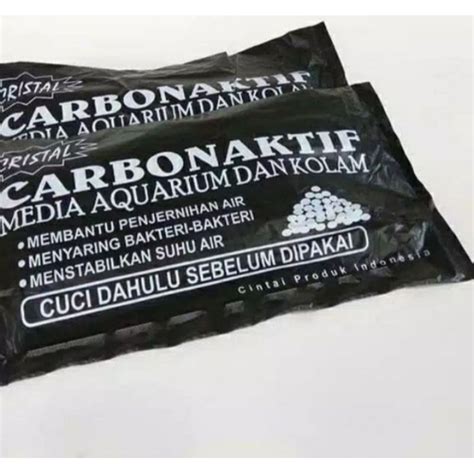 CRISTAL
CARBONAKTIF
MEDIA AQUARIUM DAN KOLAM
CRISTAL
CARBONAKTIF
MEDIA AQUARIUM DAN KOLAM
• MEMBANTU PENJERNIHAN AIR
• MENYARING BAKTERI-BAKTERI
• MENSTABILKAN SUHU AIR
CUCI DAHULU SEBELUM DIPAKAI
Cintai Produk Indonesia